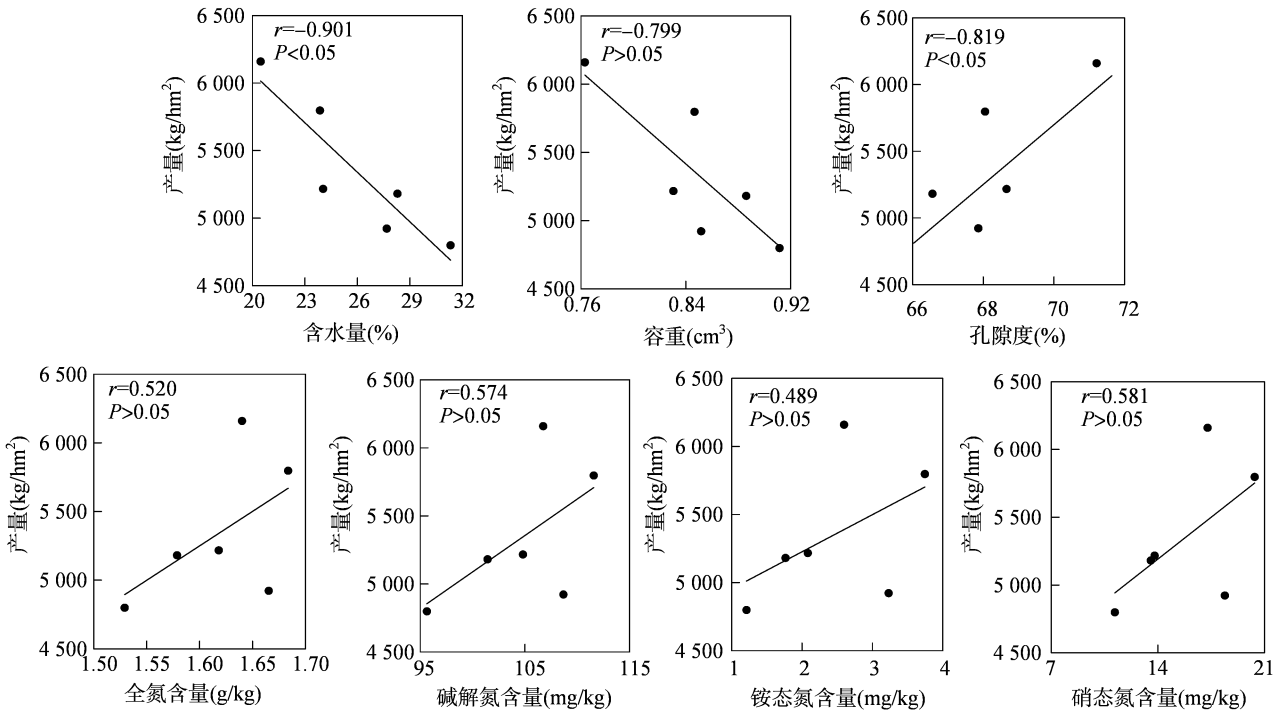 r=−0.901
P<0.05
产量(kg/hm²)
6 500
6 000
5 500
5 000
4 500
20 23 26 29 32
含水量(%)
r=−0.799
P>0.05
产量(kg/hm²)
6 500
6 000
5 500
5 000
4 500
0.76 0.84 0.92
容重(cm³)
r=−0.819
P<0.05
产量(kg/hm²)
6 500
6 000
5 500
5 000
4 500
66 68 70 72
孔隙度(%)
r=0.520
P>0.05
产量(kg/hm²)
6 500
6 000
5 500
5 000
4 500
1.50 1.55 1.60 1.65 1.70
全氮含量(g/kg)
r=0.574
P>0.05
产量(kg/hm²)
6 500
6 000
5 500
5 000
4 500
95 105 115
碱解氮含量(mg/kg)
r=0.489
P>0.05
产量(kg/hm²)
6 500
6 000
5 500
5 000
4 500
1 2 3 4
铵态氮含量(mg/kg)
r=0.581
P>0.05
产量(kg/hm²)
6 500
6 000
5 500
5 000
4 500
7 14 21
硝态氮含量(mg/kg)